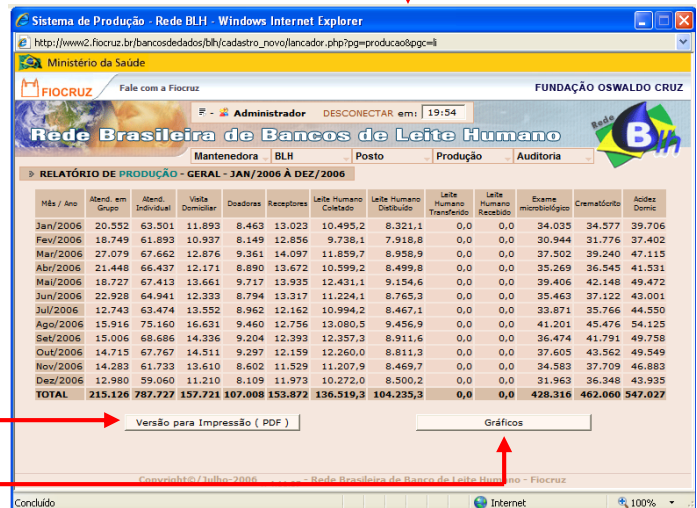 Sistema de Produção - Rede BLH - Windows Internet Explorer
http://www2.fiocruz.br/bancosdedados/blh/cadastro_novo/lancador.php?pg=producao&pgc=li
Ministério da Saúde
FIOCRUZ Fale com a Fiocruz FUNDAÇÃO OSWALDO CRUZ
Administrador DESCONECTAR em: 19:54
Rede Brasileira de Bancos de Leite Humano
Rede BLH
Mantenedora BLH Posto Produção Auditoria
RELATÓRIO DE PRODUÇÃO - GERAL - JAN/2006 À DEZ/2006
Mês / Ano Atend. em Grupo Atend. Individual Visita Domiciliar Doadoras Receptores Leite Humano Coletado Leite Humano Distibuído Leite Humano Transferido Leite Humano Recebido Exame microbiológico Crematócrito Acidez Dornic
Jan/2006 20.552 63.501 11.893 8.463 13.023 10.495,2 8.321,1 0,0 0,0 34.035 34.577 39.706
Fev/2006 18.749 61.893 10.937 8.149 12.856 9.738,1 7.918,8 0,0 0,0 30.944 31.776 37.402
Mar/2006 27.079 67.662 12.876 9.361 14.097 11.859,7 8.958,9 0,0 0,0 37.502 39.240 47.115
Abr/2006 21.448 66.437 12.171 8.890 13.672 10.599,2 8.499,8 0,0 0,0 35.269 36.545 41.531
Mai/2006 18.727 67.413 13.661 9.717 13.935 12.431,1 9.154,6 0,0 0,0 39.406 42.148 49.472
Jun/2006 22.928 64.941 12.333 8.794 13.317 11.224,1 8.765,3 0,0 0,0 35.463 37.122 43.001
Jul/2006 12.743 63.474 13.552 8.962 12.162 10.994,2 8.467,1 0,0 0,0 33.871 35.766 44.550
Ago/2006 15.916 75.160 16.631 9.460 12.756 13.080,5 9.456,9 0,0 0,0 41.201 45.476 54.125
Set/2006 15.006 68.686 14.336 9.204 12.393 12.357,3 8.911,6 0,0 0,0 36.474 41.791 49.758
Out/2006 14.715 67.767 14.511 9.297 12.159 12.260,0 8.811,3 0,0 0,0 37.605 43.562 49.549
Nov/2006 14.283 61.733 13.610 8.602 11.529 11.207,9 8.469,7 0,0 0,0 34.583 37.709 46.883
Dez/2006 12.980 59.060 11.210 8.109 11.973 10.272,0 8.500,2 0,0 0,0 31.963 36.348 43.935
TOTAL 215.126 787.727 157.721 107.008 153.872 136.519,3 104.235,3 0,0 0,0 428.316 462.060 547.027
Versão para Impressão ( PDF ) Gráficos
Copyright©/Julho-2006 ..... - Rede Brasileira de Banco de Leite Humano - Fiocruz
Concluído Internet 100%